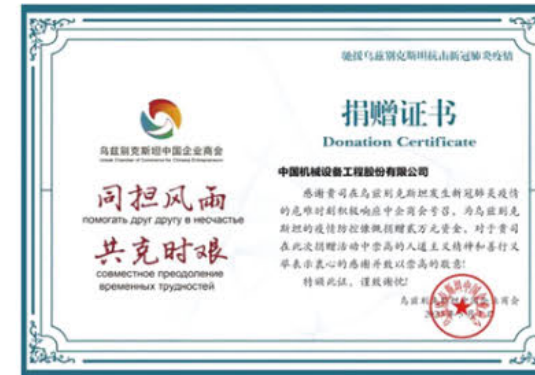 驰援乌兹别克斯坦抗击新冠肺炎疫情
乌兹别克斯坦中国企业商会
同担风雨
помогать друг другу в несчастье
共克时艰
совместное преодоление
временных трудностей
捐赠证书
Donation Certificate
中国机械设备工程股份有限公司
感谢贵司在乌兹别克斯坦发生新冠肺炎疫情
的危难时刻积极响应中企商会号召，为乌兹别克
斯坦的疫情防控慷慨捐赠贰万元资金。对于贵司
在此次捐赠活动中崇高的人道主义精神和善行义
举表示衷心的感谢并致以崇高的敬意！
特颁此证，谨致谢忱！